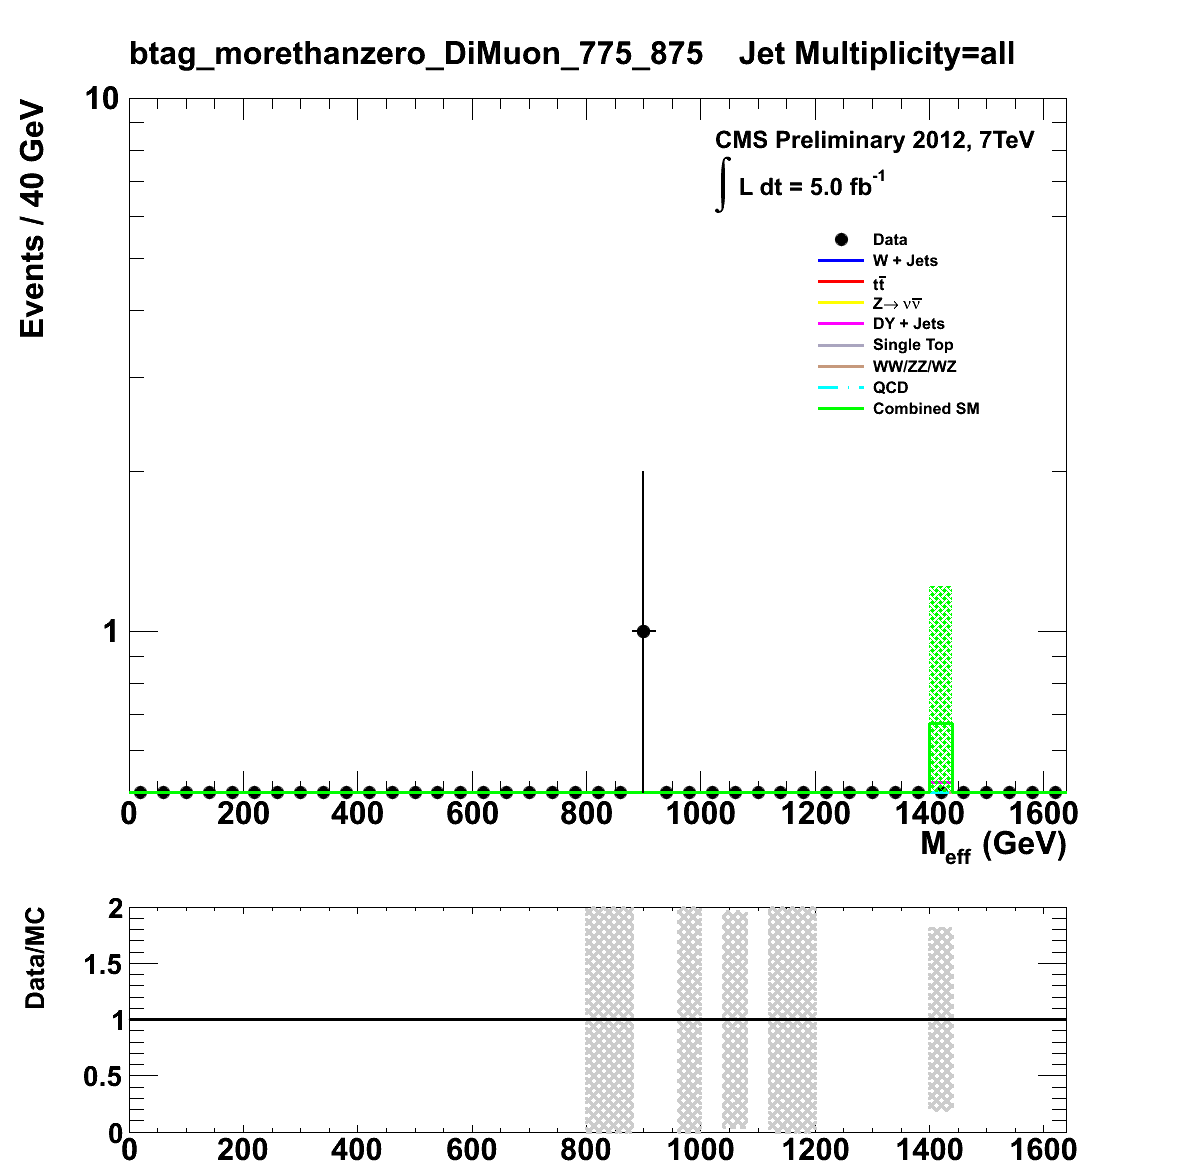 btag_morethanzero_DiMuon_775_875 Jet Multiplicity=all
Events / 40 GeV
10
1
CMS Preliminary 2012, 7TeV
∫ L dt = 5.0 fb⁻¹
Data
W + Jets
tt̅
Z→ νν̅
DY + Jets
Single Top
WW/ZZ/WZ
QCD
Combined SM
0 200 400 600 800 1000 1200 1400 1600
M_eff (GeV)
Data/MC
2
1.5
1
0.5
0
0 200 400 600 800 1000 1200 1400 1600